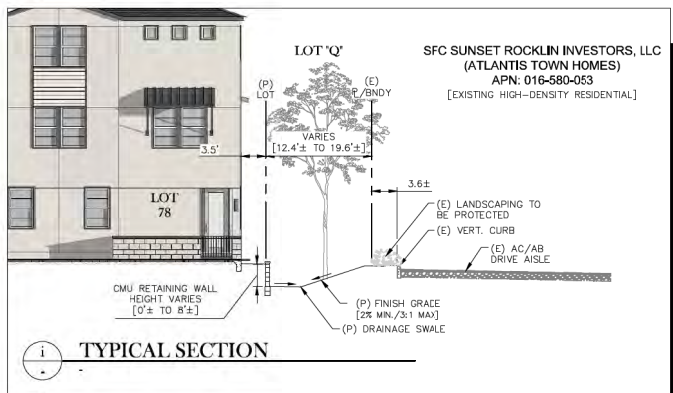 LOT "Q"
SFC SUNSET ROCKLIN INVESTORS, LLC
(ATLANTIS TOWN HOMES)
APN: 016-580-053
[EXISTING HIGH-DENSITY RESIDENTIAL]
(P)
LOT
(E)
P/BNDY
VARIES
[12.4'± TO 19.6'±]
3.5'
3.6±
LOT
78
(E) LANDSCAPING TO
BE PROTECTED
(E) VERT. CURB
(E) AC/AB
DRIVE AISLE
CMU RETAINING WALL
HEIGHT VARIES
[0'± TO 8'±]
(P) FINISH GRACE
[2% MIN./3:1 MAX]
(P) DRAINAGE SWALE
i
-
TYPICAL SECTION
-